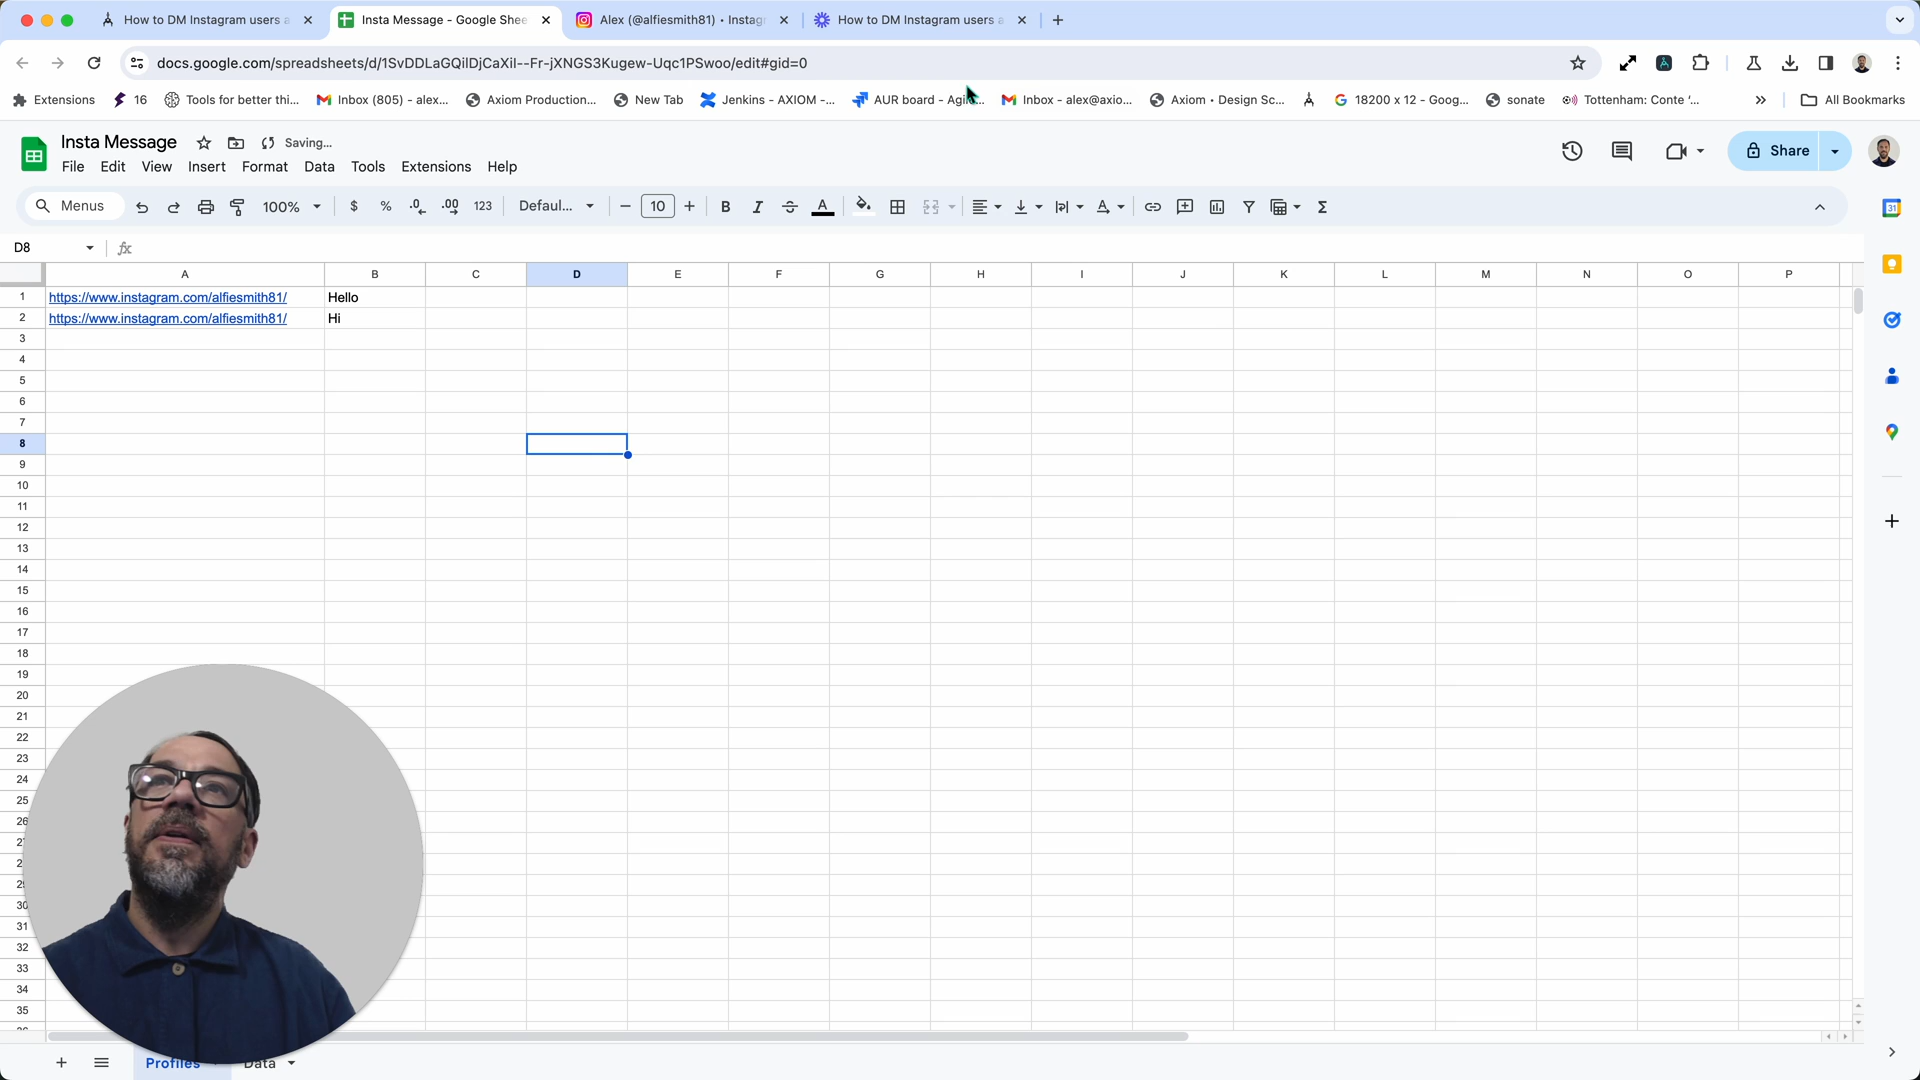 How to DM Instagram users a
Insta Message - Google Shee
Alex (@alfiesmith81) • Instagr
How to DM Instagram users a
docs.google.com/spreadsheets/d/1SvDDLaGQilDjCaXiI--Fr-jXNGS3Kugew-Uqc1PSwoo/edit#gid=0
Extensions
16
Tools for better thi...
Inbox (805) - alex...
Axiom Production...
New Tab
Jenkins - AXIOM -...
AUR board - Agil...
Inbox - alex@axio...
Axiom • Design Sc...
18200 x 12 - Goog...
sonate
Tottenham: Conte '...
All Bookmarks
Insta Message
Saving...
File Edit View Insert Format Data Tools Extensions Help
Share
Menus
100%
$ % .0 .00 123
Defaul...
10
B I A
31
D8
fx
A B C D E F G H I J K L M N O P
1 https://www.instagram.com/alfiesmith81/ Hello
2 https://www.instagram.com/alfiesmith81/ Hi
3
4
5
6
7
8
9
10
11
12
13
14
15
16
17
18
19
20
21
22
23
24
25
26
29
30
31
32
33
34
35
Profiles
Data